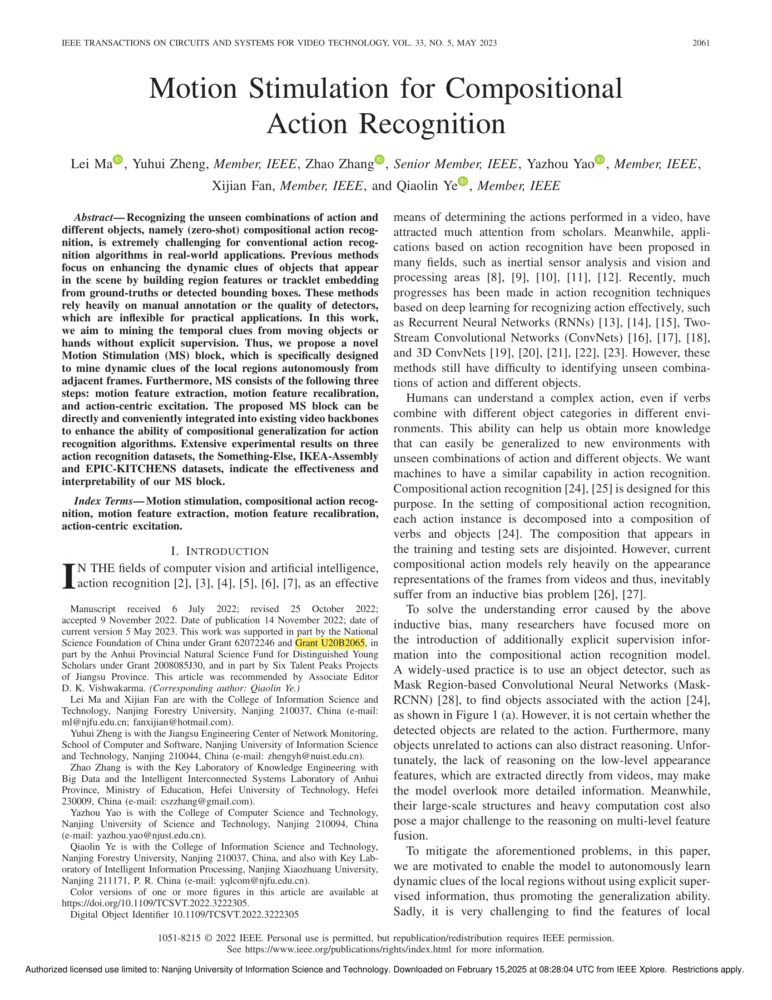 IEEE TRANSACTIONS ON CIRCUITS AND SYSTEMS FOR VIDEO TECHNOLOGY, VOL. 33, NO. 5, MAY 2023 2061
Motion Stimulation for Compositional
Action Recognition
Lei Ma, Yuhui Zheng, Member, IEEE, Zhao Zhang, Senior Member, IEEE, Yazhou Yao, Member, IEEE,
Xijian Fan, Member, IEEE, and Qiaolin Ye, Member, IEEE
Abstract—Recognizing the unseen combinations of action and
different objects, namely (zero-shot) compositional action recog-
nition, is extremely challenging for conventional action recog-
nition algorithms in real-world applications. Previous methods
focus on enhancing the dynamic clues of objects that appear
in the scene by building region features or tracklet embedding
from ground-truths or detected bounding boxes. These methods
rely heavily on manual annotation or the quality of detectors,
which are inflexible for practical applications. In this work,
we aim to mining the temporal clues from moving objects or
hands without explicit supervision. Thus, we propose a novel
Motion Stimulation (MS) block, which is specifically designed
to mine dynamic clues of the local regions autonomously from
adjacent frames. Furthermore, MS consists of the following three
steps: motion feature extraction, motion feature recalibration,
and action-centric excitation. The proposed MS block can be
directly and conveniently integrated into existing video backbones
to enhance the ability of compositional generalization for action
recognition algorithms. Extensive experimental results on three
action recognition datasets, the Something-Else, IKEA-Assembly
and EPIC-KITCHENS datasets, indicate the effectiveness and
interpretability of our MS block.
Index Terms—Motion stimulation, compositional action recog-
nition, motion feature extraction, motion feature recalibration,
action-centric excitation.
I. INTRODUCTION
IN THE fields of computer vision and artificial intelligence,
action recognition [2], [3], [4], [5], [6], [7], as an effective
Manuscript received 6 July 2022; revised 25 October 2022;
accepted 9 November 2022. Date of publication 14 November 2022; date of
current version 5 May 2023. This work was supported in part by the National
Science Foundation of China under Grant 62072246 and Grant U20B2065, in
part by the Anhui Provincial Natural Science Fund for Distinguished Young
Scholars under Grant 2008085J30, and in part by Six Talent Peaks Projects
of Jiangsu Province. This article was recommended by Associate Editor
D. K. Vishwakarma. (Corresponding author: Qiaolin Ye.)
Lei Ma and Xijian Fan are with the College of Information Science and
Technology, Nanjing Forestry University, Nanjing 210037, China (e-mail:
ml@njfu.edu.cn; fanxijian@hotmail.com).
Yuhui Zheng is with the Jiangsu Engineering Center of Network Monitoring,
School of Computer and Software, Nanjing University of Information Science
and Technology, Nanjing 210044, China (e-mail: zhengyh@nuist.edu.cn).
Zhao Zhang is with the Key Laboratory of Knowledge Engineering with
Big Data and the Intelligent Interconnected Systems Laboratory of Anhui
Province, Ministry of Education, Hefei University of Technology, Hefei
230009, China (e-mail: cszzhang@gmail.com).
Yazhou Yao is with the College of Computer Science and Technology,
Nanjing University of Science and Technology, Nanjing 210094, China
(e-mail: yazhou.yao@njust.edu.cn).
Qiaolin Ye is with the College of Information Science and Technology,
Nanjing Forestry University, Nanjing 210037, China, and also with Key Lab-
oratory of Intelligent Information Processing, Nanjing Xiaozhuang University,
Nanjing 211171, P. R. China (e-mail: yqlcom@njfu.edu.cn).
Color versions of one or more figures in this article are available at
https://doi.org/10.1109/TCSVT.2022.3222305.
Digital Object Identifier 10.1109/TCSVT.2022.3222305
means of determining the actions performed in a video, have
attracted much attention from scholars. Meanwhile, appli-
cations based on action recognition have been proposed in
many fields, such as inertial sensor analysis and vision and
processing areas [8], [9], [10], [11], [12]. Recently, much
progresses has been made in action recognition techniques
based on deep learning for recognizing action effectively, such
as Recurrent Neural Networks (RNNs) [13], [14], [15], Two-
Stream Convolutional Networks (ConvNets) [16], [17], [18],
and 3D ConvNets [19], [20], [21], [22], [23]. However, these
methods still have difficulty to identifying unseen combina-
tions of action and different objects.
Humans can understand a complex action, even if verbs
combine with different object categories in different envi-
ronments. This ability can help us obtain more knowledge
that can easily be generalized to new environments with
unseen combinations of action and different objects. We want
machines to have a similar capability in action recognition.
Compositional action recognition [24], [25] is designed for this
purpose. In the setting of compositional action recognition,
each action instance is decomposed into a composition of
verbs and objects [24]. The composition that appears in
the training and testing sets are disjointed. However, current
compositional action models rely heavily on the appearance
representations of the frames from videos and thus, inevitably
suffer from an inductive bias problem [26], [27].
To solve the understanding error caused by the above
inductive bias, many researchers have focused more on
the introduction of additionally explicit supervision infor-
mation into the compositional action recognition model.
A widely-used practice is to use an object detector, such as
Mask Region-based Convolutional Neural Networks (Mask-
RCNN) [28], to find objects associated with the action [24],
as shown in Figure 1 (a). However, it is not certain whether the
detected objects are related to the action. Furthermore, many
objects unrelated to actions can also distract reasoning. Unfor-
tunately, the lack of reasoning on the low-level appearance
features, which are extracted directly from videos, may make
the model overlook more detailed information. Meanwhile,
their large-scale structures and heavy computation cost also
pose a major challenge to the reasoning on multi-level feature
fusion.
To mitigate the aforementioned problems, in this paper,
we are motivated to enable the model to autonomously learn
dynamic clues of the local regions without using explicit super-
vised information, thus promoting the generalization ability.
Sadly, it is very challenging to find the features of local
1051-8215 © 2022 IEEE. Personal use is permitted, but republication/redistribution requires IEEE permission.
See https://www.ieee.org/publications/rights/index.html for more information.
Authorized licensed use limited to: Nanjing University of Information Science and Technology. Downloaded on February 15,2025 at 08:28:04 UTC from IEEE Xplore. Restrictions apply.